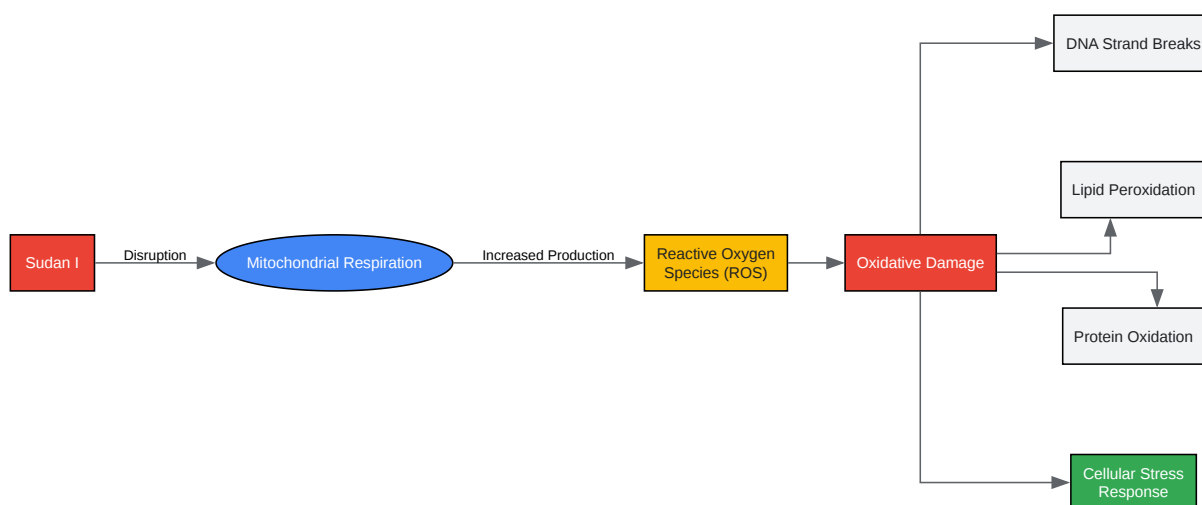 DNA Strand Breaks
Lipid Peroxidation
Sudan I
Disruption
Mitochondrial Respiration
Increased Production
Reactive Oxygen
Species (ROS)
Oxidative Damage
Protein Oxidation
Cellular Stress
Response